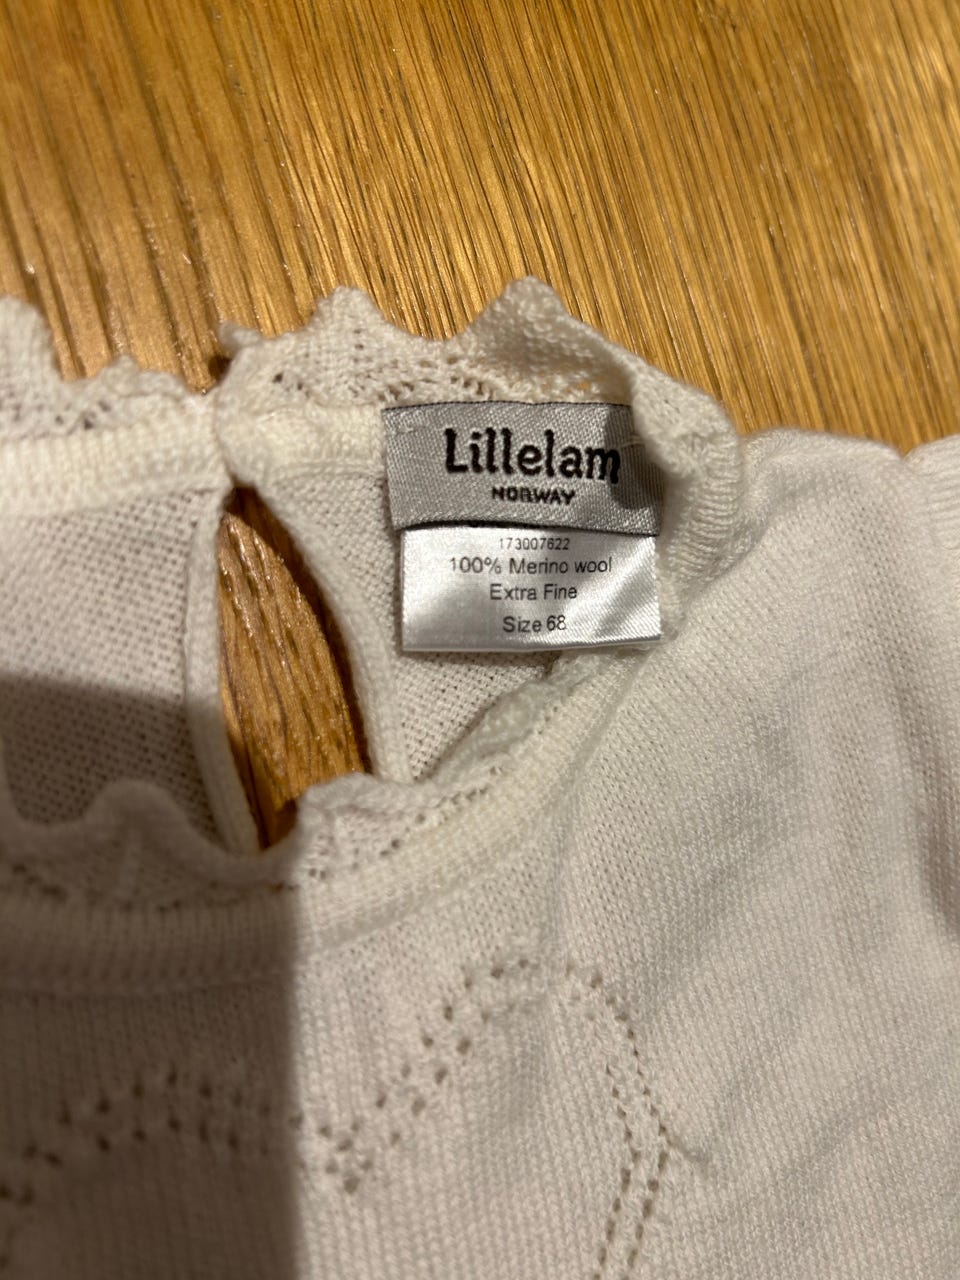 Lillelam
NORWAY
173007622
100% Merino wool
Extra Fine
Size 68